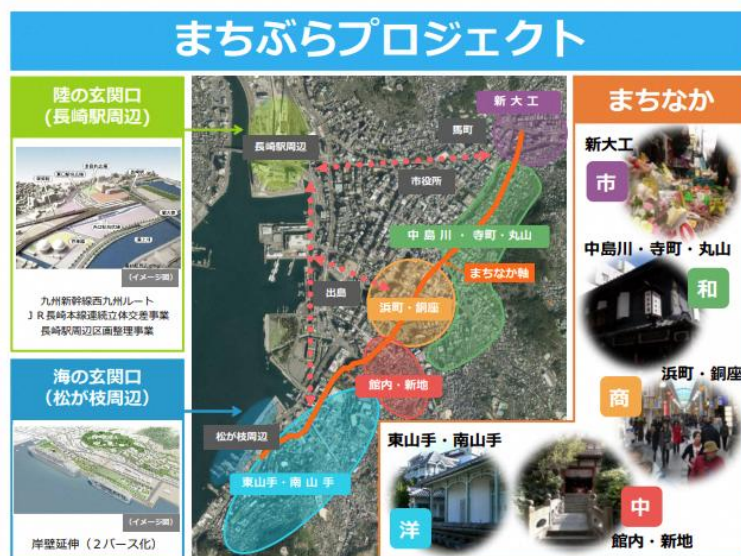 まちぶらプロジェクト
陸の玄関口
(長崎駅周辺)
(イメージ図)
九州新幹線西九州ルート
JR長崎本線連続立体交差事業
長崎駅周辺区画整理事業
海の玄関口
(松が枝周辺)
(イメージ図)
岸壁延伸(2バース化)
新大工
馬町
長崎駅周辺
市役所
中島川・寺町・丸山
まちなか軸
出島
浜町・銅座
館内・新地
松が枝周辺
東山手・南山手
まちなか
新大工
市
中島川・寺町・丸山
和
浜町・銅座
商
東山手・南山手
洋
中
館内・新地